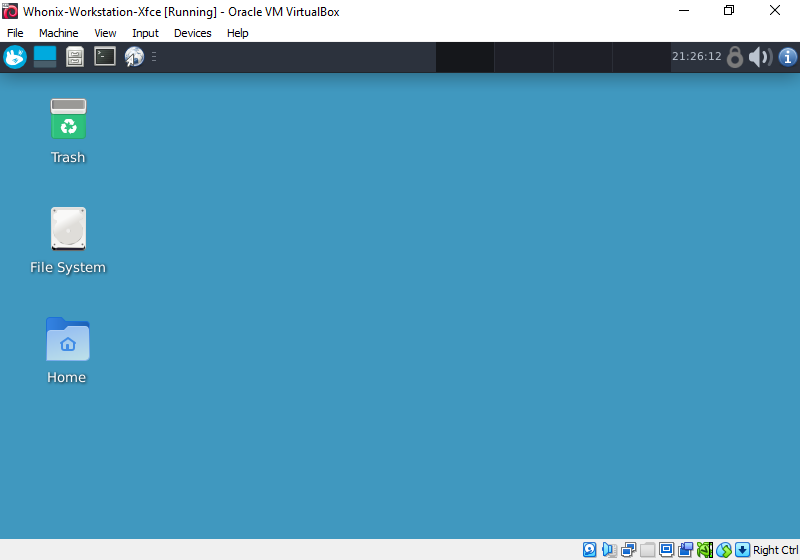 Whonix-Workstation-Xfce [Running] - Oracle VM VirtualBox
File Machine View Input Devices Help
21:26:12
Trash
File System
Home
Right Ctrl